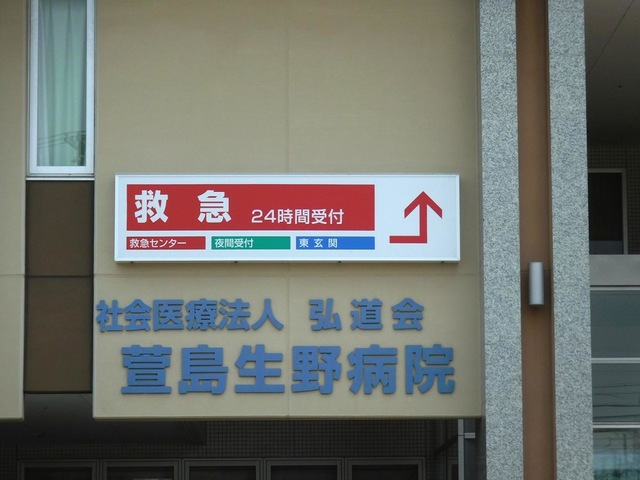 救急 24時間受付
救急センター 夜間受付 東玄関
社会医療法人 弘道会
萱島生野病院